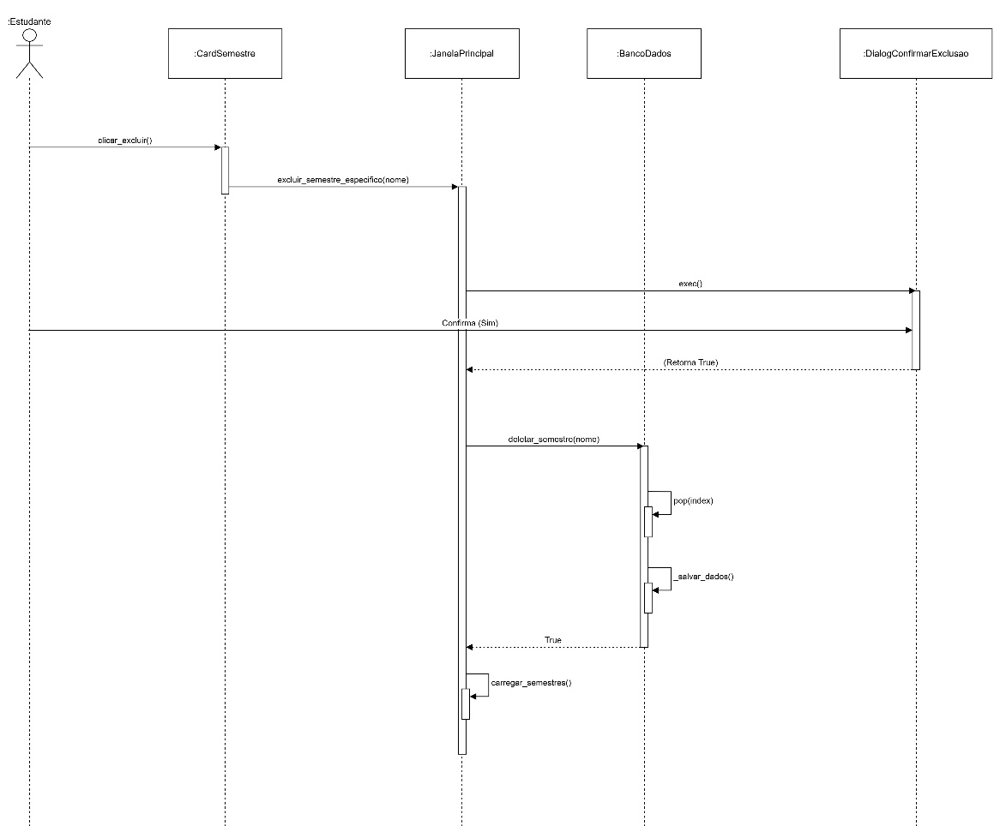 :Estudante
:CardSemestre
:JanelaPrincipal
:BancoDados
:DialogConfirmarExclusao
clicar_excluir()
excluir_semestre_especifico(nome)
exec()
Confirma (Sim)
(Retorna True)
deletar_semestre(nome)
pop(index)
_salvar_dados()
True
carregar_semestres()